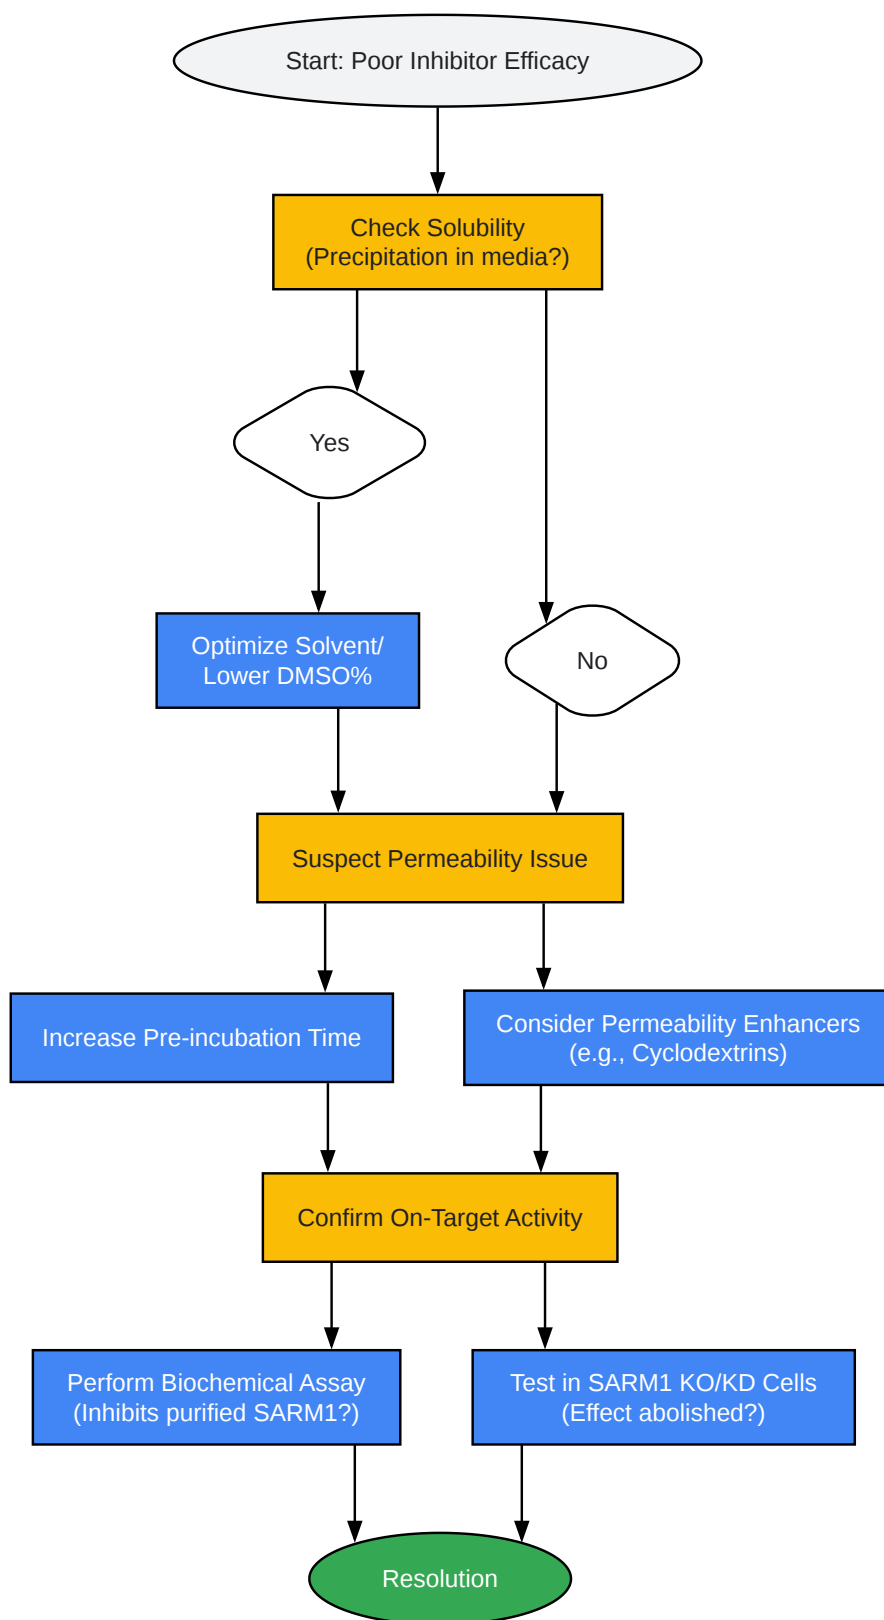 Start: Poor Inhibitor Efficacy
Check Solubility
(Precipitation in media?)
Yes
Optimize Solvent/
Lower DMSO%
No
Suspect Permeability Issue
Increase Pre-incubation Time
Consider Permeability Enhancers
(e.g., Cyclodextrins)
Confirm On-Target Activity
Perform Biochemical Assay
(Inhibits purified SARM1?)
Test in SARM1 KO/KD Cells
(Effect abolished?)
Resolution